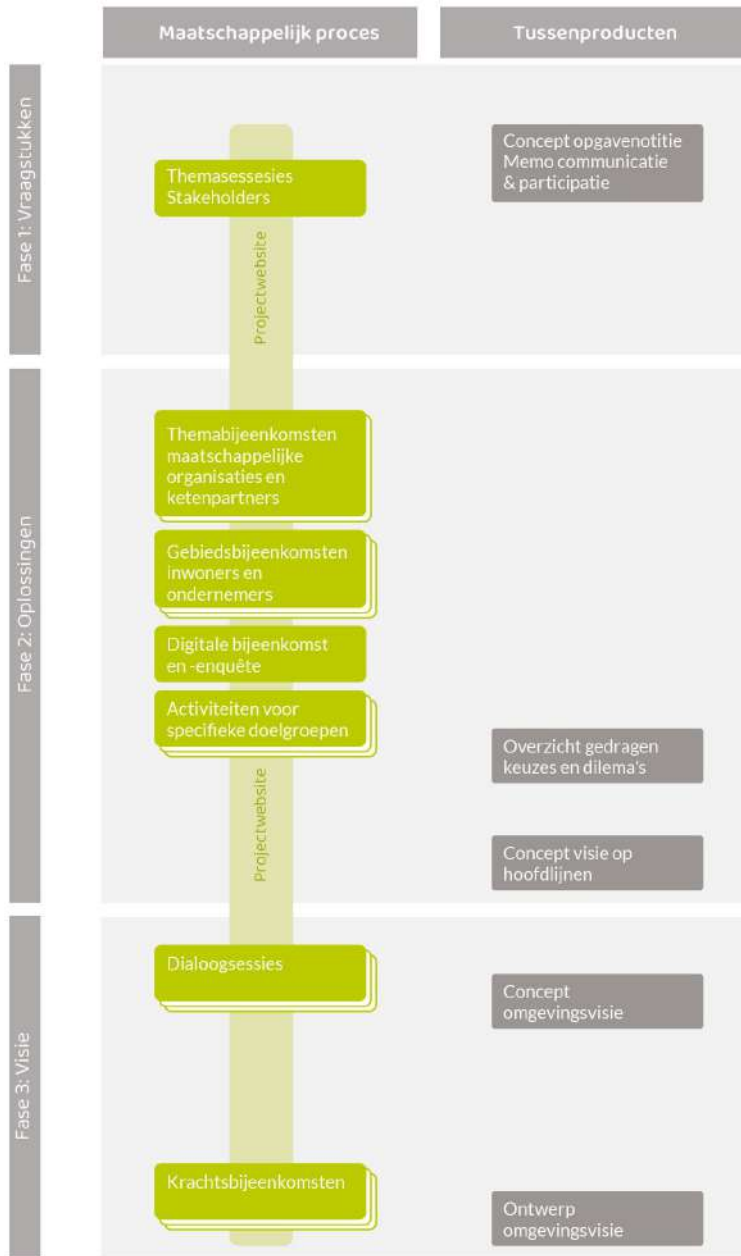 Maatschappelijk proces
Tussenproducten
Fase 1: Vraagstukken
Themasessesies
Stakeholders
Projectwebsite
Concept opgavenotitie
Memo communicatie
& participatie
Fase 2: Oplossingen
Themabijeenkomsten
maatschappelijke
organisaties en
ketenpartners
Gebiedsbijeenkomsten
inwoners en
ondernemers
Digitale bijeenkomst
en -enquête
Activiteiten voor
specifieke doelgroepen
Projectwebsite
Overzicht gedragen
keuzes en dilema's
Concept visie op
hoofdlijnen
Fase 3: Visie
Dialoogsessies
Concept
omgevingsvisie
Krachtsbijeenkomsten
Ontwerp
omgevingsvisie